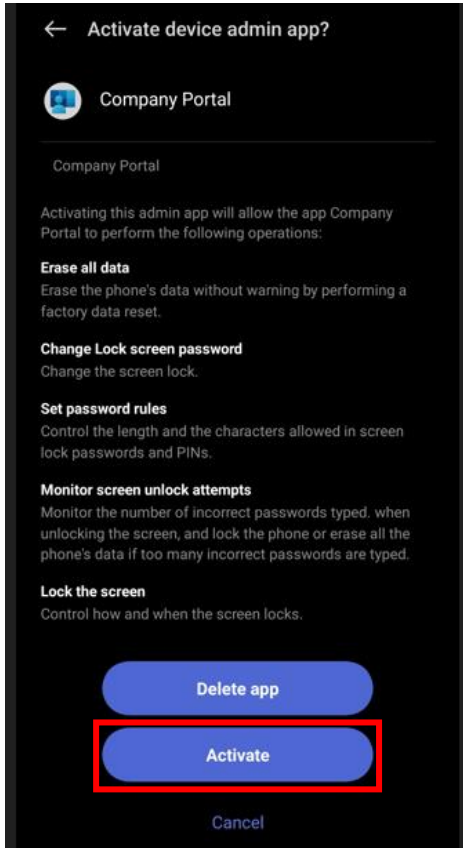 Activate device admin app?
Company Portal
Company Portal
Activating this admin app will allow the app Company
Portal to perform the following operations:
Erase all data
Erase the phone's data without warning by performing a
factory data reset.
Change Lock screen password
Change the screen lock.
Set password rules
Control the length and the characters allowed in screen
lock passwords and PINs.
Monitor screen unlock attempts
Monitor the number of incorrect passwords typed. when
unlocking the screen, and lock the phone or erase all the
phone's data if too many incorrect passwords are typed.
Lock the screen
Control how and when the screen locks.
Delete app
Activate
Cancel